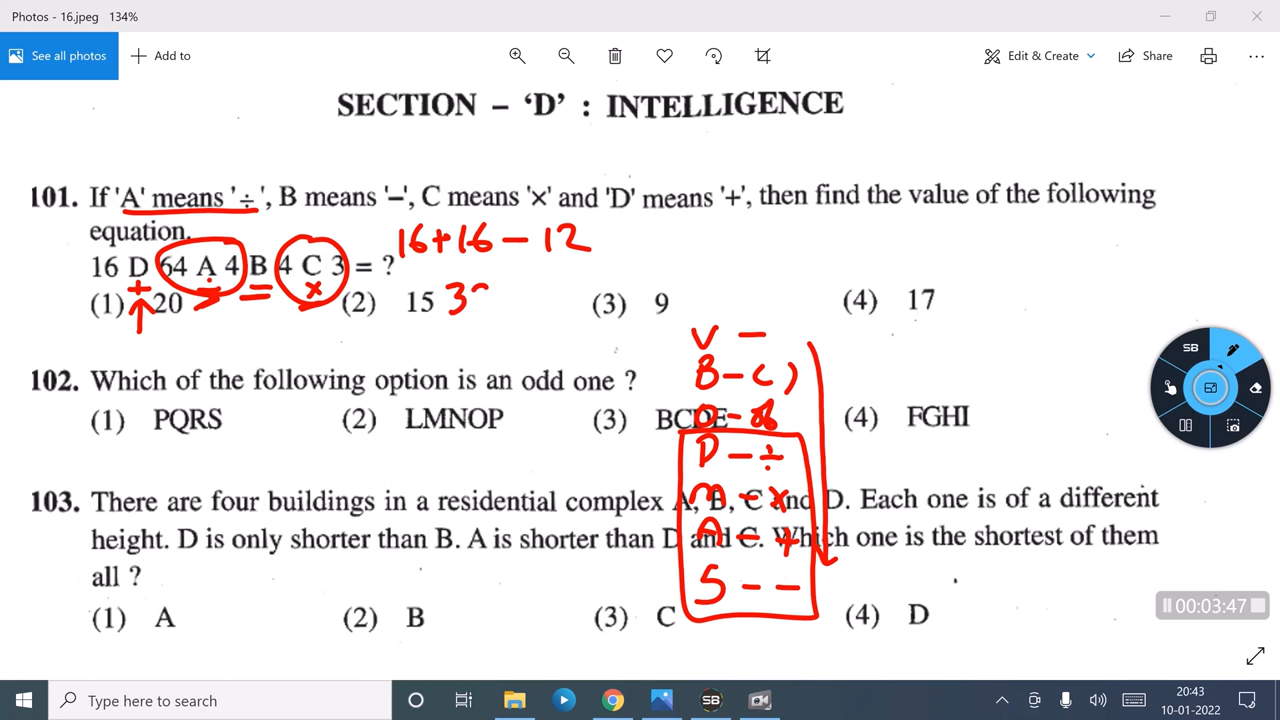 Photos - 16.jpeg 134%
See all photos Add to Edit & Create Share
SECTION – ‘D’ : INTELLIGENCE
101. If 'A' means '÷', B means '−', C means '×' and 'D' means '+', then find the value of the following
equation.
16+16-12
16 D 64 A 4 B 4 C 3 = ?
+ ÷ ×
(1) 20 (2) 15 (3) 9 (4) 17
V -
SB
B - ( )
102. Which of the following option is an odd one ?
(1) PQRS (2) LMNOP (3) BCDE (4) FGHI
O -
D - ÷
M - ×
A - +
S - -
103. There are four buildings in a residential complex A, B, C and D. Each one is of a different
height. D is only shorter than B. A is shorter than D and C. Which one is the shortest of them
all ?
(1) A (2) B (3) C (4) D
00:03:47
Type here to search
SB
20:43
10-01-2022